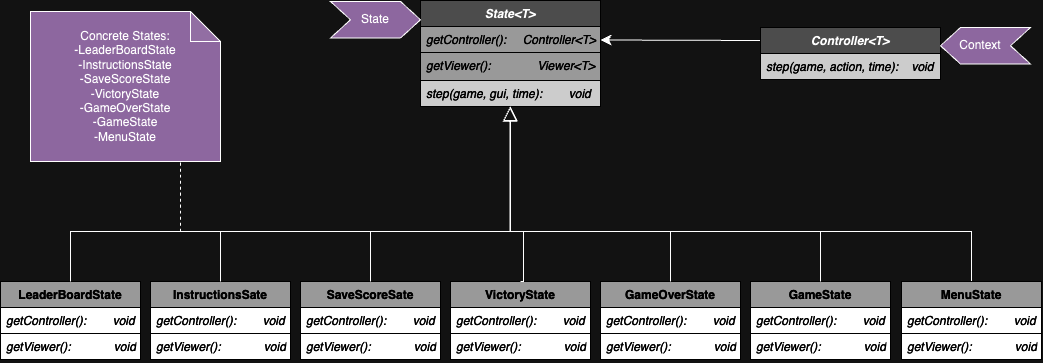 Concrete States:
-LeaderBoardState
-InstructionsState
-SaveScoreState
-VictoryState
-GameOverState
-GameState
-MenuState
State
State<T>
getController(): Controller<T>
getViewer(): Viewer<T>
step(game, gui, time): void
Controller<T>
step(game, action, time): void
Context
LeaderBoardState
getController(): void
getViewer(): void
InstructionsSate
getController(): void
getViewer(): void
SaveScoreSate
getController(): void
getViewer(): void
VictoryState
getController(): void
getViewer(): void
GameOverState
getController(): void
getViewer(): void
GameState
getController(): void
getViewer(): void
MenuState
getController(): void
getViewer(): void